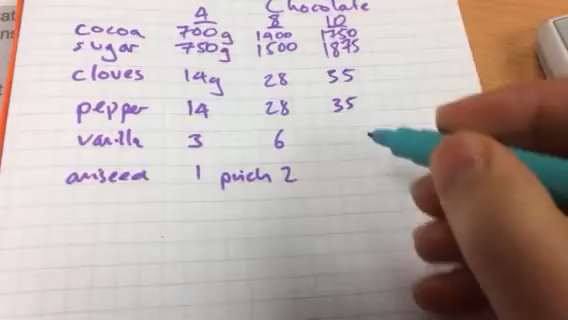 Chocolate
4 8 10
cocoa 700g 1400 1750
sugar 750g 1500 1875
cloves 14g 28 35
pepper 14 28 35
vanilla 3 6
aniseed 1 pinch 2